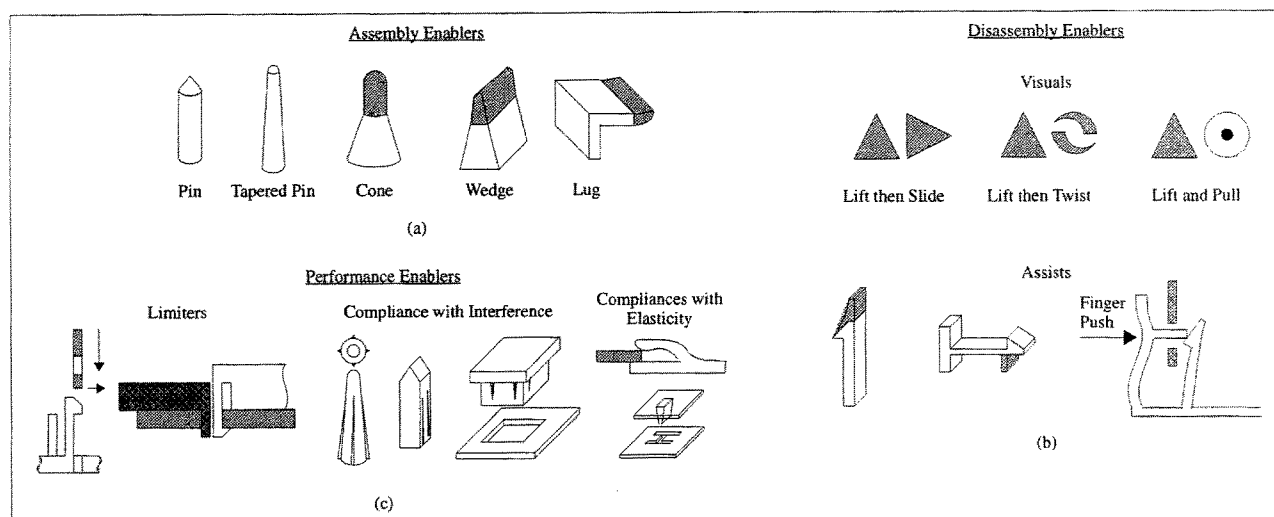 Assembly Enablers
Pin
Tapered Pin
Cone
Wedge
Lug
(a)
Disassembly Enablers
Visuals
Lift then Slide
Lift then Twist
Lift and Pull
Assists
Finger
Push
(b)
Performance Enablers
Limiters
Compliance with Interference
Compliances with
Elasticity
(c)